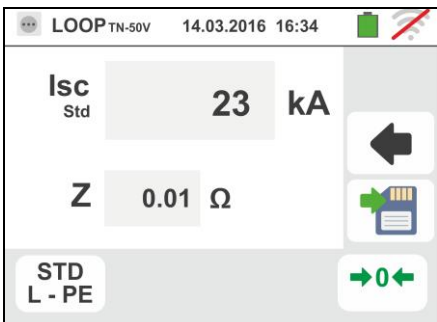 LOOP TN-50V 14.03.2016 16:34
Isc 23 kA
Std
Z 0.01 Ω
STD
L - PE
→0←